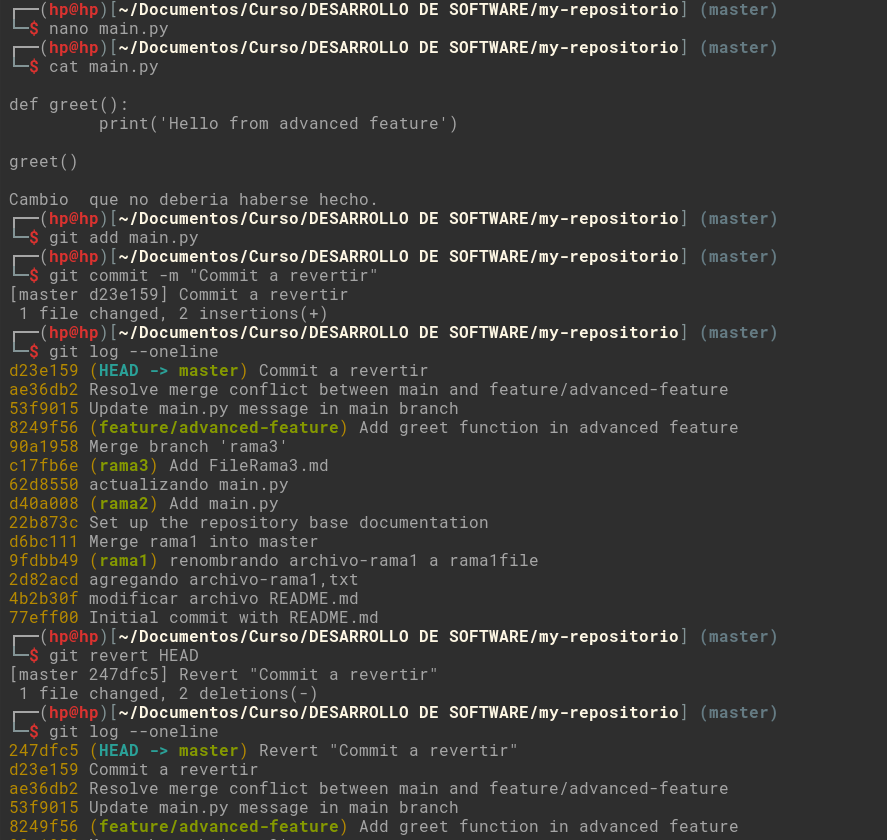 ┌──(hp@hp)[~/Documentos/Curso/DESARROLLO DE SOFTWARE/my-repositorio] (master)
└─$ nano main.py
┌──(hp@hp)[~/Documentos/Curso/DESARROLLO DE SOFTWARE/my-repositorio] (master)
└─$ cat main.py

def greet():
         print('Hello from advanced feature')

greet()

Cambio  que no deberia haberse hecho.
┌──(hp@hp)[~/Documentos/Curso/DESARROLLO DE SOFTWARE/my-repositorio] (master)
└─$ git add main.py
┌──(hp@hp)[~/Documentos/Curso/DESARROLLO DE SOFTWARE/my-repositorio] (master)
└─$ git commit -m "Commit a revertir"
[master d23e159] Commit a revertir
 1 file changed, 2 insertions(+)
┌──(hp@hp)[~/Documentos/Curso/DESARROLLO DE SOFTWARE/my-repositorio] (master)
└─$ git log --oneline
d23e159 (HEAD -> master) Commit a revertir
ae36db2 Resolve merge conflict between main and feature/advanced-feature
53f9015 Update main.py message in main branch
8249f56 (feature/advanced-feature) Add greet function in advanced feature
90a1958 Merge branch 'rama3'
c17fb6e (rama3) Add FileRama3.md
62d8550 actualizando main.py
d40a008 (rama2) Add main.py
22b873c Set up the repository base documentation
d6bc111 Merge rama1 into master
9fdbb49 (rama1) renombrando archivo-rama1 a rama1file
2d82acd agregando archivo-rama1,txt
4b2b30f modificar archivo README.md
77eff00 Initial commit with README.md
┌──(hp@hp)[~/Documentos/Curso/DESARROLLO DE SOFTWARE/my-repositorio] (master)
└─$ git revert HEAD
[master 247dfc5] Revert "Commit a revertir"
 1 file changed, 2 deletions(-)
┌──(hp@hp)[~/Documentos/Curso/DESARROLLO DE SOFTWARE/my-repositorio] (master)
└─$ git log --oneline
247dfc5 (HEAD -> master) Revert "Commit a revertir"
d23e159 Commit a revertir
ae36db2 Resolve merge conflict between main and feature/advanced-feature
53f9015 Update main.py message in main branch
8249f56 (feature/advanced-feature) Add greet function in advanced feature